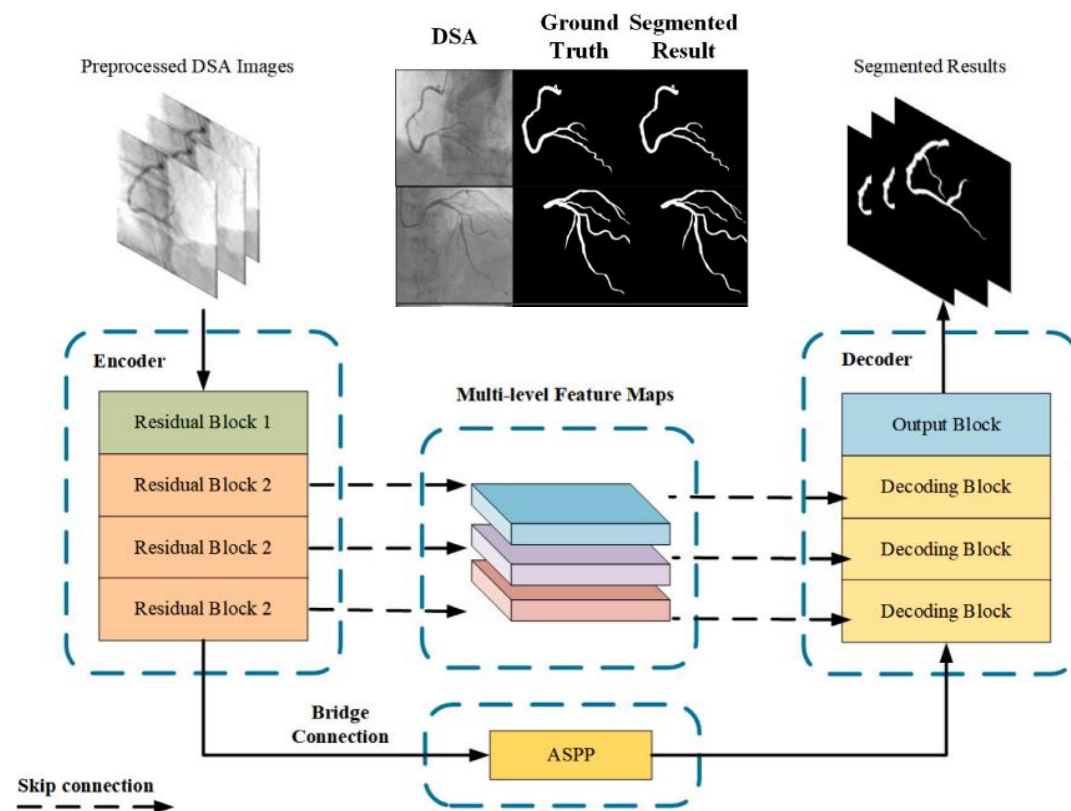 Preprocessed DSA Images
DSA
Ground
Truth
Segmented
Result
Segmented Results
Encoder
Residual Block 1
Residual Block 2
Residual Block 2
Residual Block 2
Multi-level Feature Maps
Decoder
Output Block
Decoding Block
Decoding Block
Decoding Block
Bridge
Connection
ASPP
Skip connection